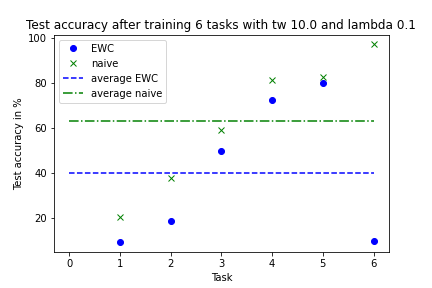 Test accuracy after training 6 tasks with tw 10.0 and lambda 0.1
100
80
60
40
20
Test accuracy in %
EWC
naive
average EWC
average naive
0 1 2 3 4 5 6
Task